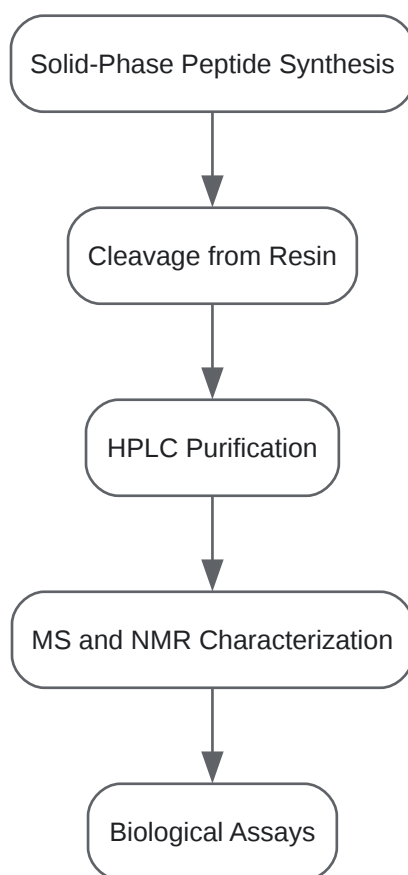 Solid-Phase Peptide Synthesis
Cleavage from Resin
HPLC Purification
MS and NMR Characterization
Biological Assays